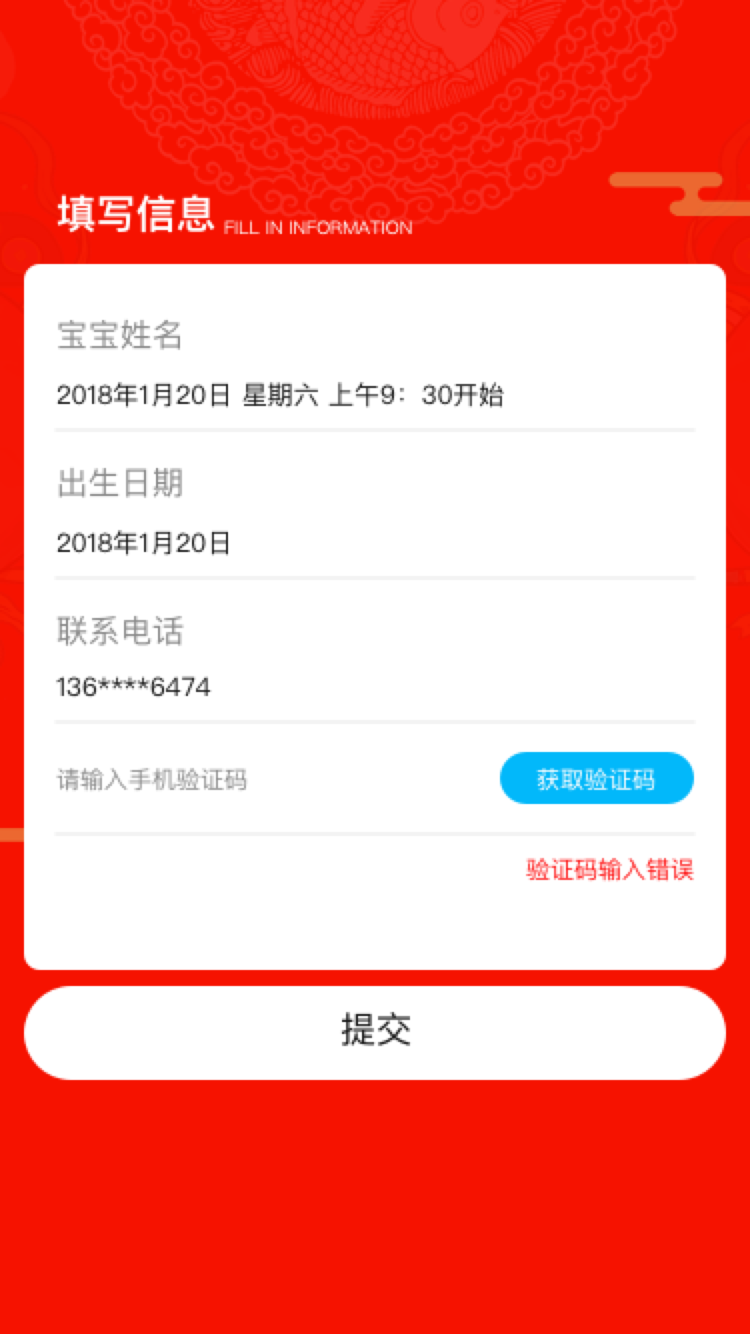 填写信息 FILL IN INFORMATION
宝宝姓名
2018年1月20日 星期六 上午9：30开始
出生日期
2018年1月20日
联系电话
136****6474
请输入手机验证码 获取验证码
验证码输入错误
提交